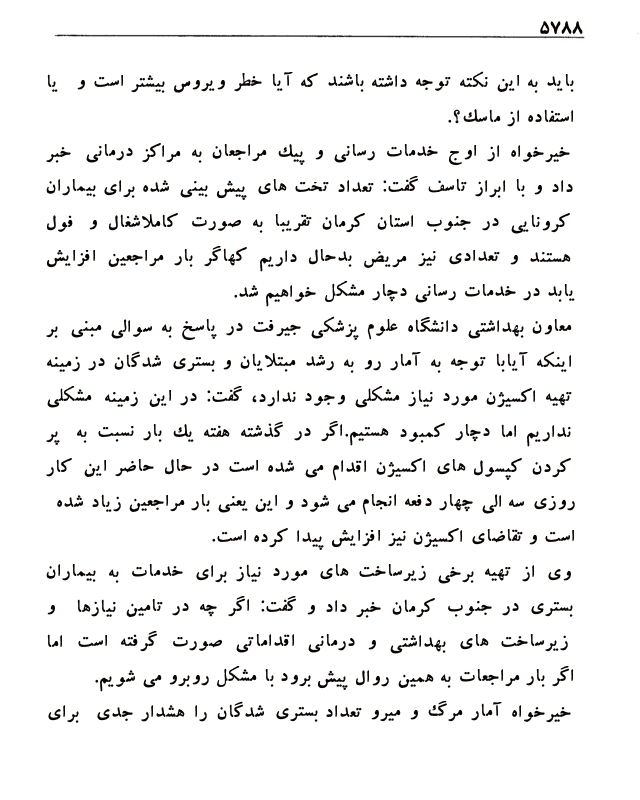 ۵۷۸۸
باید به این نکته توجه داشته باشند که آیا خطر ویروس بیشتر است و یا
استفاده از ماسك؟.
خیرخواه از اوج خدمات رسانی و پیك مراجعان به مراکز درمانی خبر
داد و با ابراز تاسف گفت: تعداد تخت های پیش بینی شده برای بیماران
کرونایی در جنوب استان کرمان تقریبا به صورت کاملاشغال و فول
هستند و تعدادی نیز مریض بدحال داریم کهاگر بار مراجعین افزایش
یابد در خدمات رسانی دچار مشکل خواهیم شد.
معاون بهداشتی دانشگاه علوم پزشکی جیرفت در پاسخ به سوالی مبنی بر
اینکه آیابا توجه به آمار رو به رشد مبتلایان و بستری شدگان در زمینه
تهیه اکسیژن مورد نیاز مشکلی وجود ندارد، گفت: در این زمینه مشکلی
نداریم اما دچار کمبود هستیم.اگر در گذشته هفته یك بار نسبت به پر
کردن کپسول های اکسیژن اقدام می شده است در حال حاضر این کار
روزی سه الی چهار دفعه انجام می شود و این یعنی بار مراجعین زیاد شده
است و تقاضای اکسیژن نیز افزایش پیدا کرده است.
وی از تهیه برخی زیرساخت های مورد نیاز برای خدمات به بیماران
بستری در جنوب کرمان خبر داد و گفت: اگر چه در تامین نیازها و
زیرساخت های بهداشتی و درمانی اقداماتی صورت گرفته است اما
اگر بار مراجعات به همین روال پیش برود با مشکل روبرو می شویم.
خیرخواه آمار مرگ و میرو تعداد بستری شدگان را هشدار جدی برای